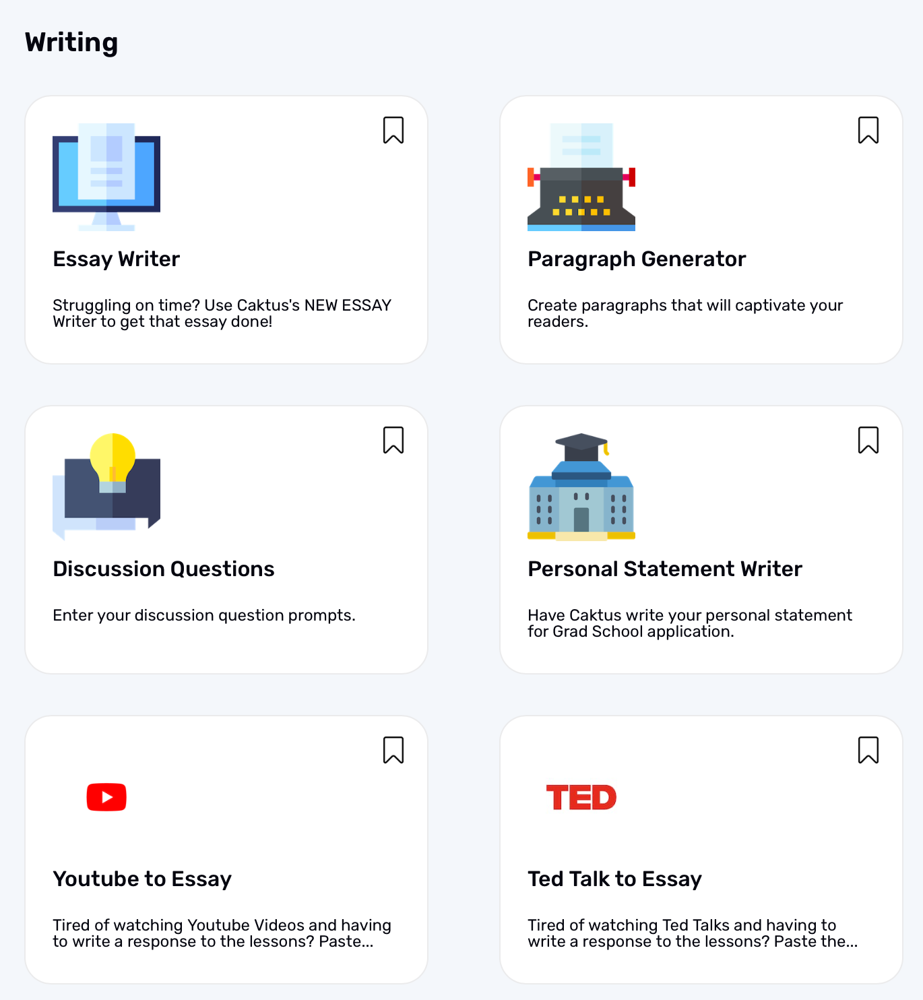 Writing
Essay Writer
Struggling on time? Use Caktus's NEW ESSAY
Writer to get that essay done!
Paragraph Generator
Create paragraphs that will captivate your
readers.
Discussion Questions
Enter your discussion question prompts.
Personal Statement Writer
Have Caktus write your personal statement
for Grad School application.
Youtube to Essay
Tired of watching Youtube Videos and having
to write a response to the lessons? Paste...
TED
Ted Talk to Essay
Tired of watching Ted Talks and having to
write a response to the lessons? Paste the...